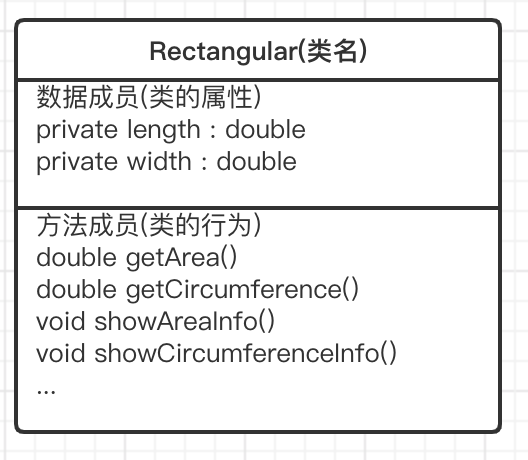 Rectangular(类名)
数据成员(类的属性)
private length : double
private width : double
方法成员(类的行为)
double getArea()
double getCircumference()
void showAreaInfo()
void showCircumferenceInfo()
...